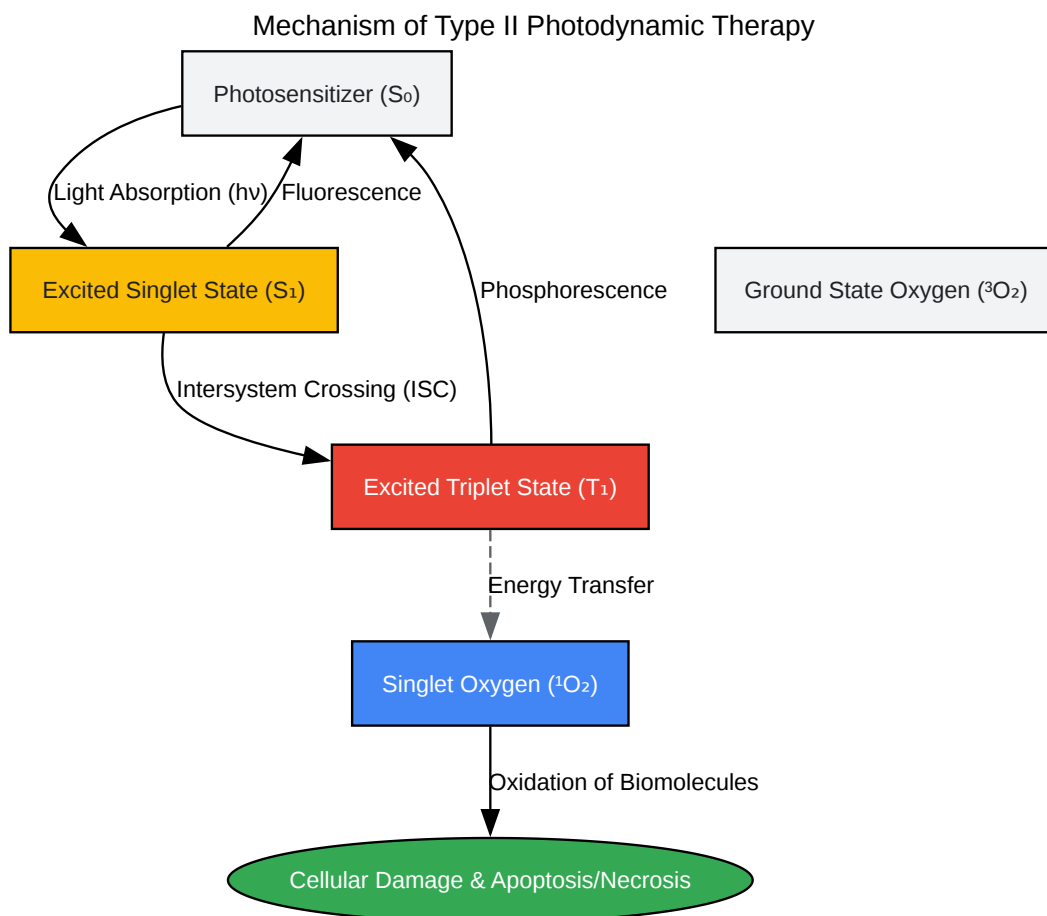 Mechanism of Type II Photodynamic Therapy
Photosensitizer (S₀)
Light Absorption (hν)
Fluorescence
Excited Singlet State (S₁)
Phosphorescence
Ground State Oxygen (³O₂)
Intersystem Crossing (ISC)
Excited Triplet State (T₁)
Energy Transfer
Singlet Oxygen (¹O₂)
Oxidation of Biomolecules
Cellular Damage & Apoptosis/Necrosis